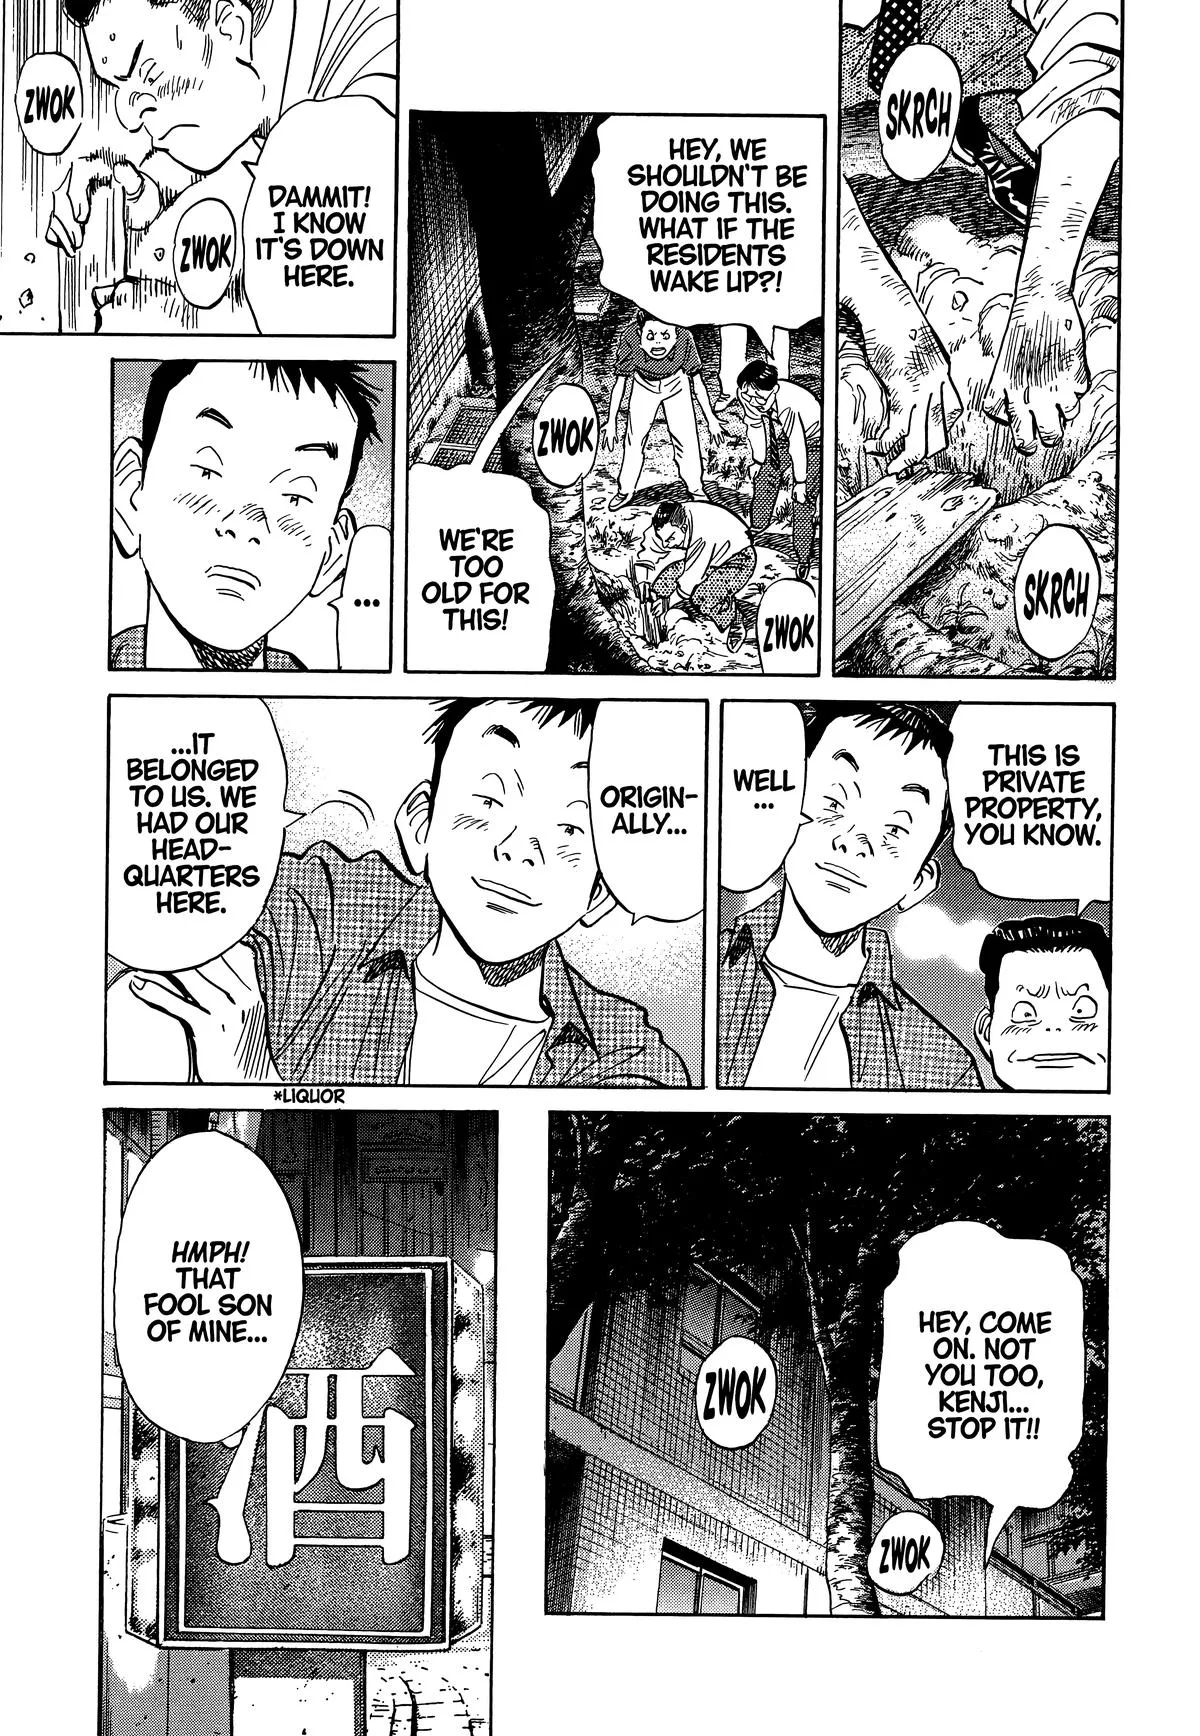 SKRCH
SKRCH
HEY, WE
SHOULDN'T BE
DOING THIS.
WHAT IF THE
RESIDENTS
WAKE UP?!
ZWOK
WE'RE
TOO
OLD FOR
THIS!
ZWOK
ZWOK
DAMMIT!
I KNOW
IT'S DOWN
HERE.
ZWOK
...
THIS IS
PRIVATE
PROPERTY,
YOU KNOW.
WELL
...
ORIGIN-
ALLY...
...IT
BELONGED
TO US. WE
HAD OUR
HEAD-
QUARTERS
HERE.
HEY, COME
ON. NOT
YOU TOO,
KENJI...
STOP IT!!
ZWOK
ZWOK
*LIQUOR
HMPH!
THAT
FOOL SON
OF MINE...
酒